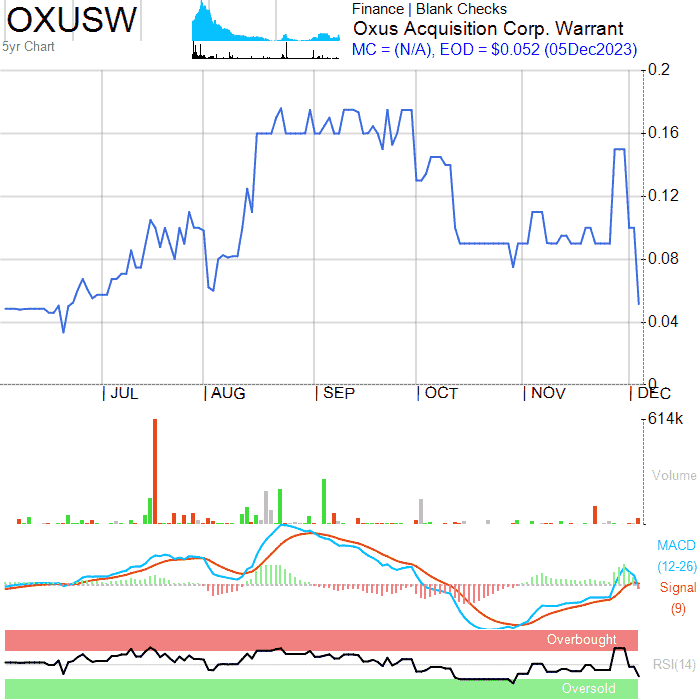 OXUSW
5yr Chart
Finance | Blank Checks
Oxus Acquisition Corp. Warrant
MC = (N/A), EOD = $0.052 (05Dec2023)
0.2
0.16
0.12
0.08
0.04
0
| JUL | AUG | SEP | OCT | NOV | DEC
614k
Volume
MACD
(12-26)
Signal
(9)
Overbought
RSI(14)
Oversold